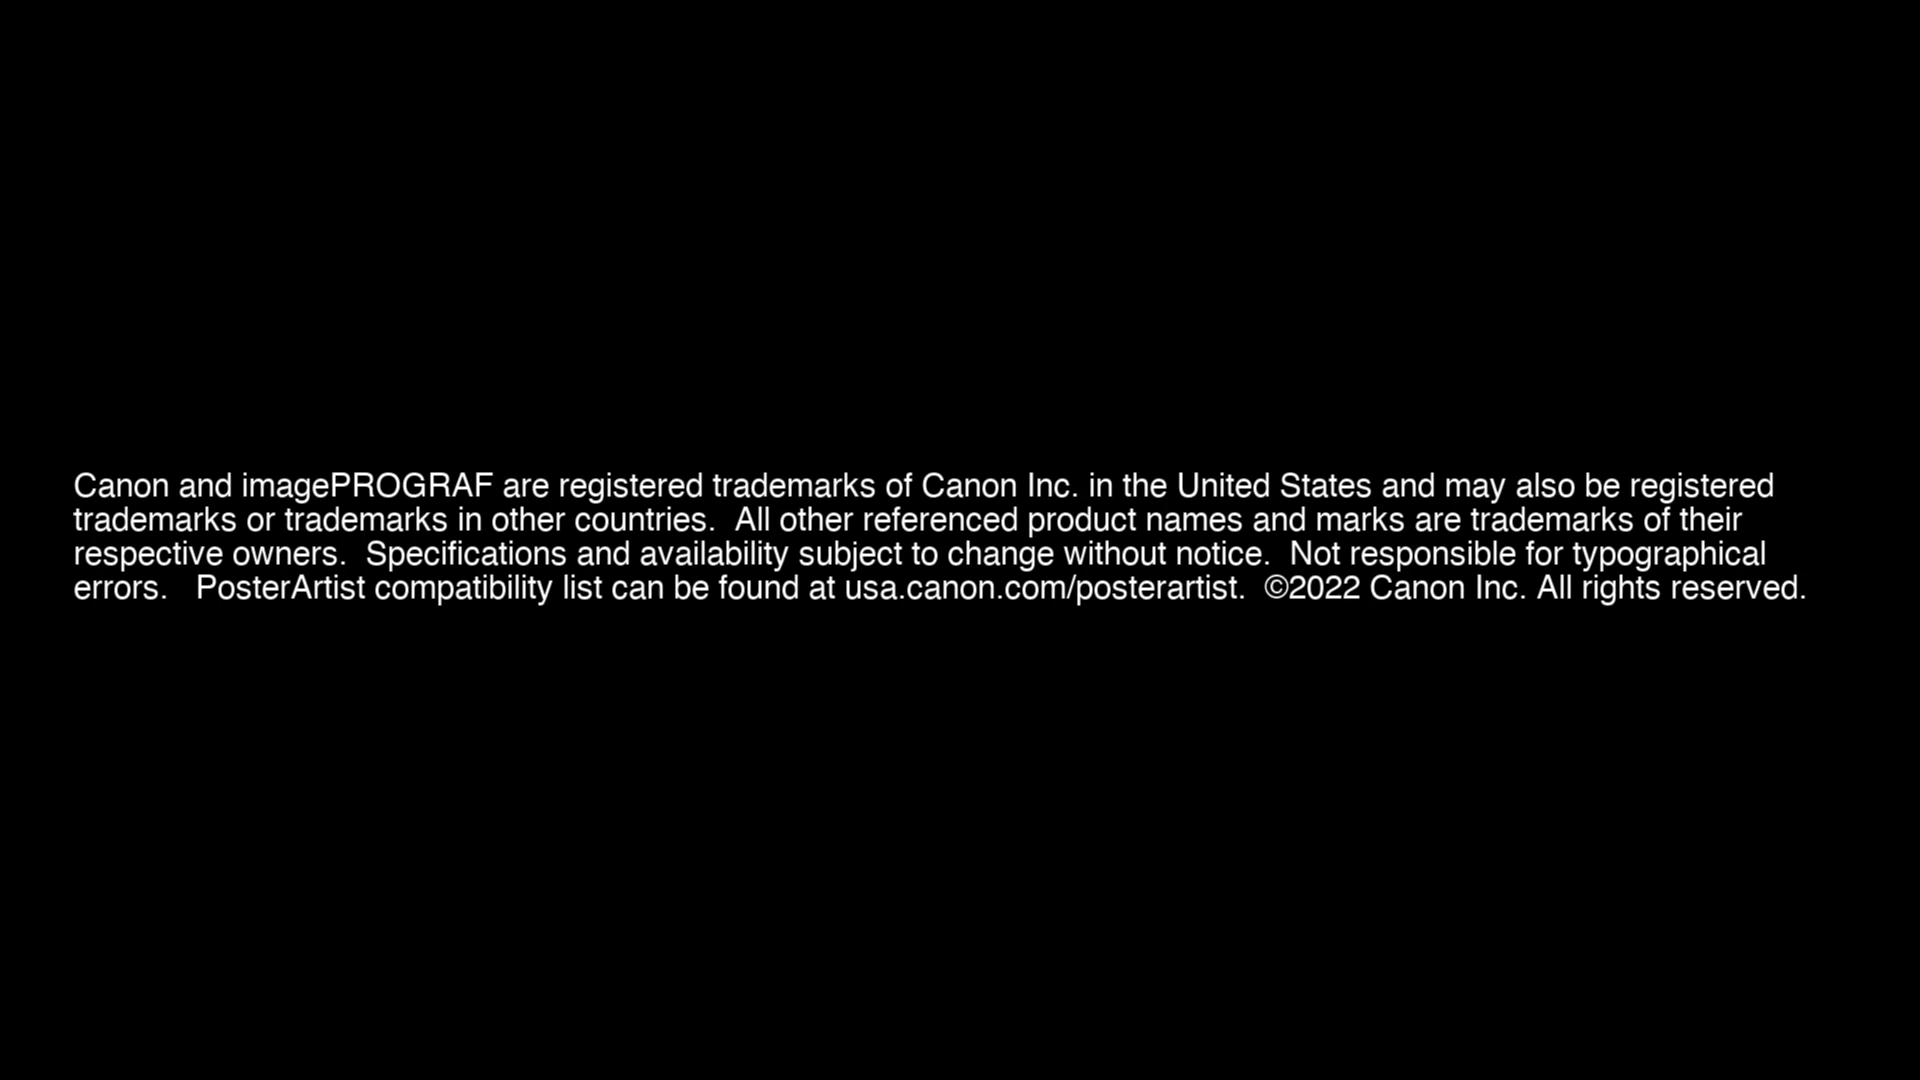 Canon and imagePROGRAF are registered trademarks of Canon Inc. in the United States and may also be registered
trademarks or trademarks in other countries.  All other referenced product names and marks are trademarks of their
respective owners.  Specifications and availability subject to change without notice.  Not responsible for typographical
errors.   PosterArtist compatibility list can be found at usa.canon.com/posterartist.  ©2022 Canon Inc. All rights reserved.